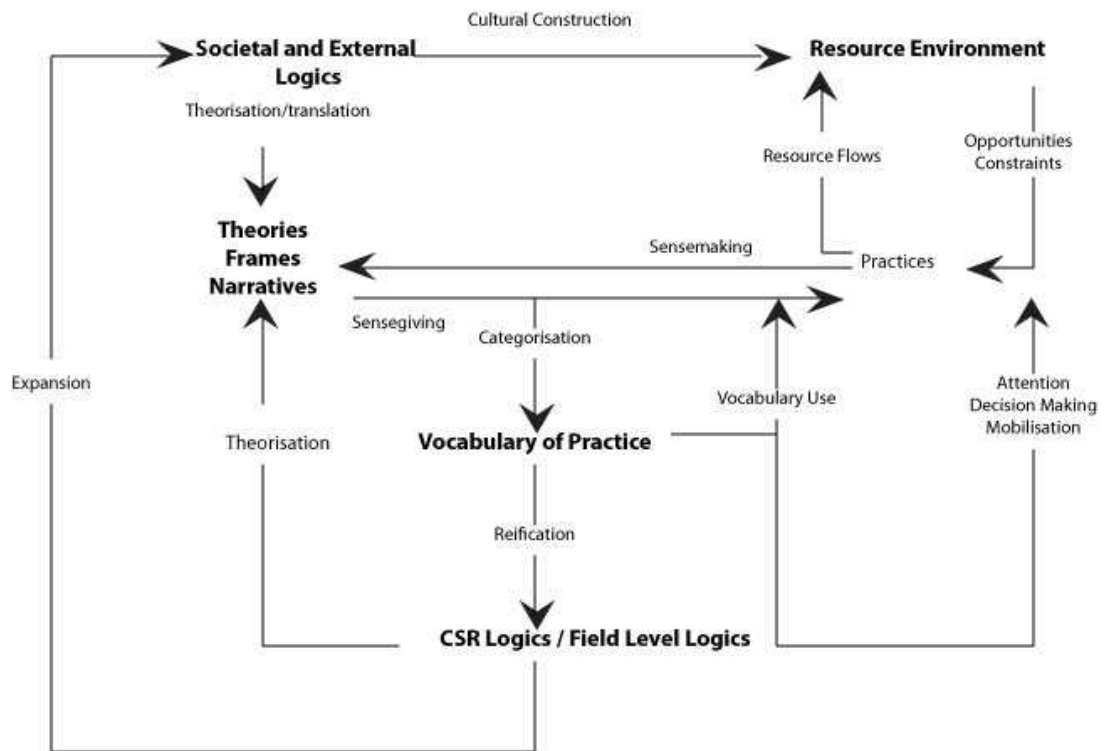 Cultural Construction
Societal and External
Logics
Resource Environment
Theorisation/translation
Resource Flows
Opportunities
Constraints
Theories
Frames
Narratives
Sensemaking
Practices
Sensegiving
Categorisation
Expansion
Vocabulary Use
Attention
Decision Making
Mobilisation
Theorisation
Vocabulary of Practice
Reification
CSR Logics / Field Level Logics